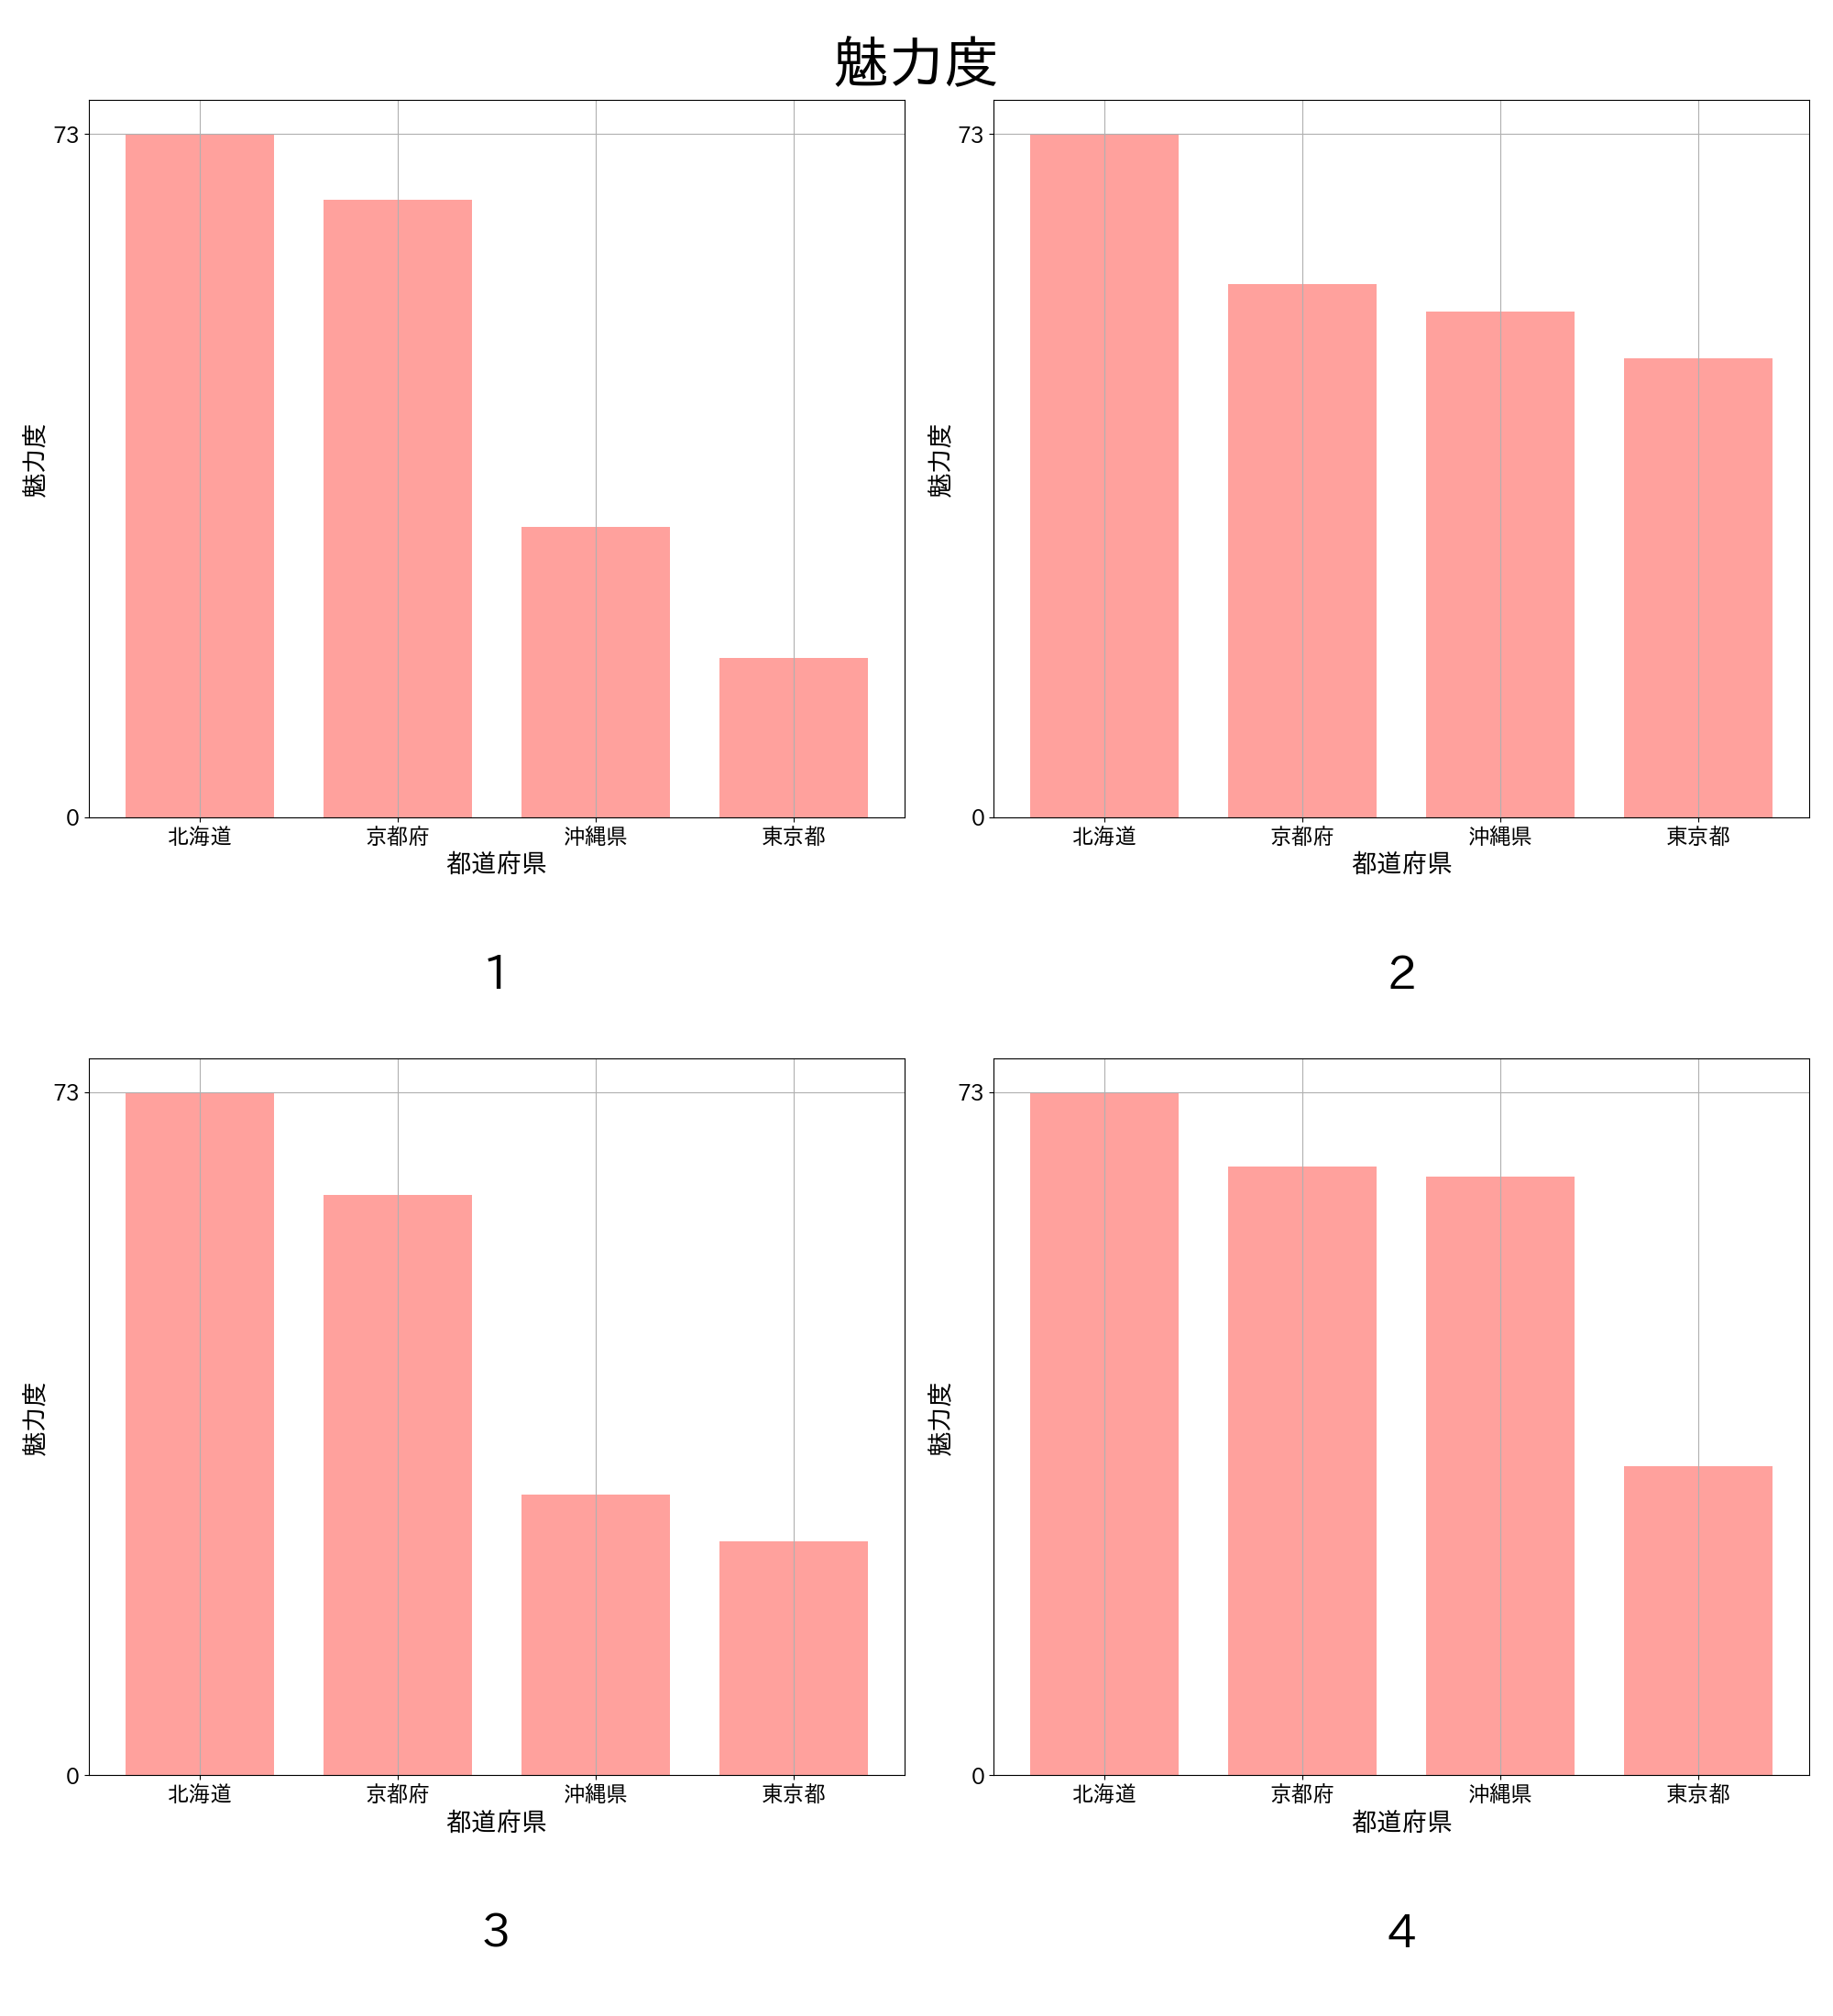 魅力度
73
0
魅力度
北海道 京都府 沖縄県 東京都
都道府県
1
73
0
魅力度
北海道 京都府 沖縄県 東京都
都道府県
2
73
0
魅力度
北海道 京都府 沖縄県 東京都
都道府県
3
73
0
魅力度
北海道 京都府 沖縄県 東京都
都道府県
4